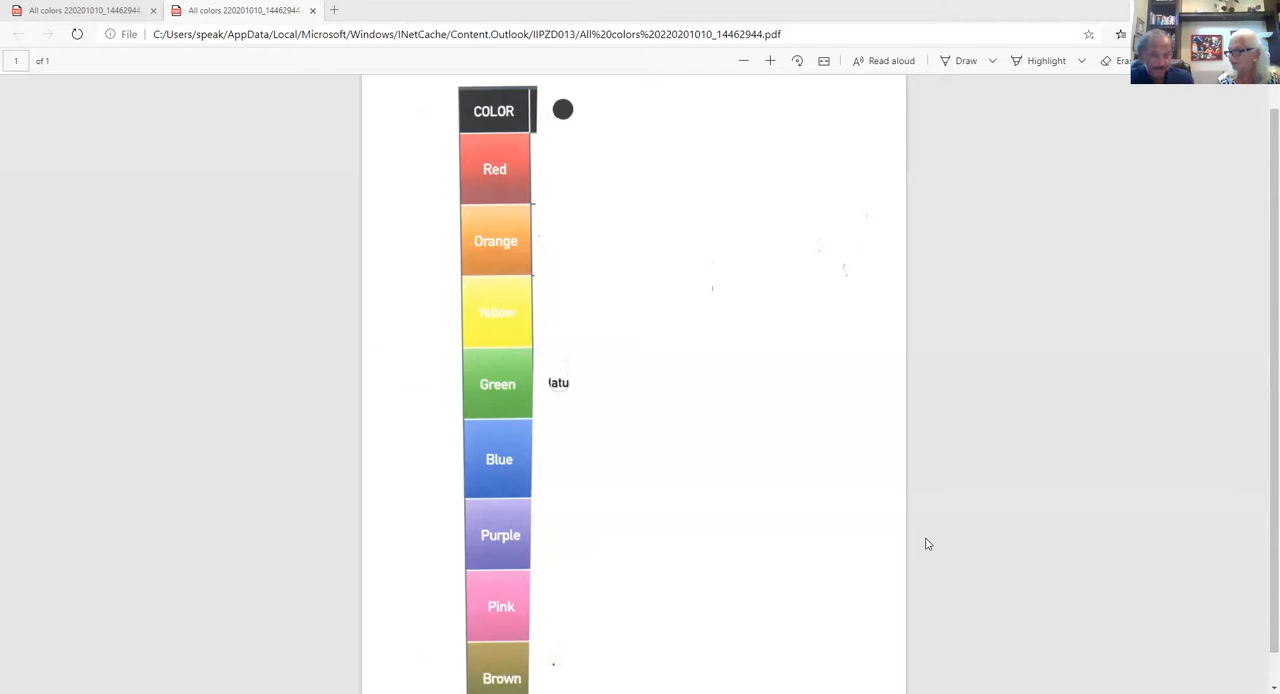 All colors 220201010_14462944.
All colors 220201010_14462944.
File
C:/Users/speak/AppData/Local/Microsoft/Windows/INetCache/Content.Outlook/IIPZD013/All%20colors%20220201010_14462944.pdf
1 of 1
Read aloud
Draw
Highlight
Eras
COLOR
Red
Orange
Yellow
Green
latu
Blue
Purple
Pink
Brown